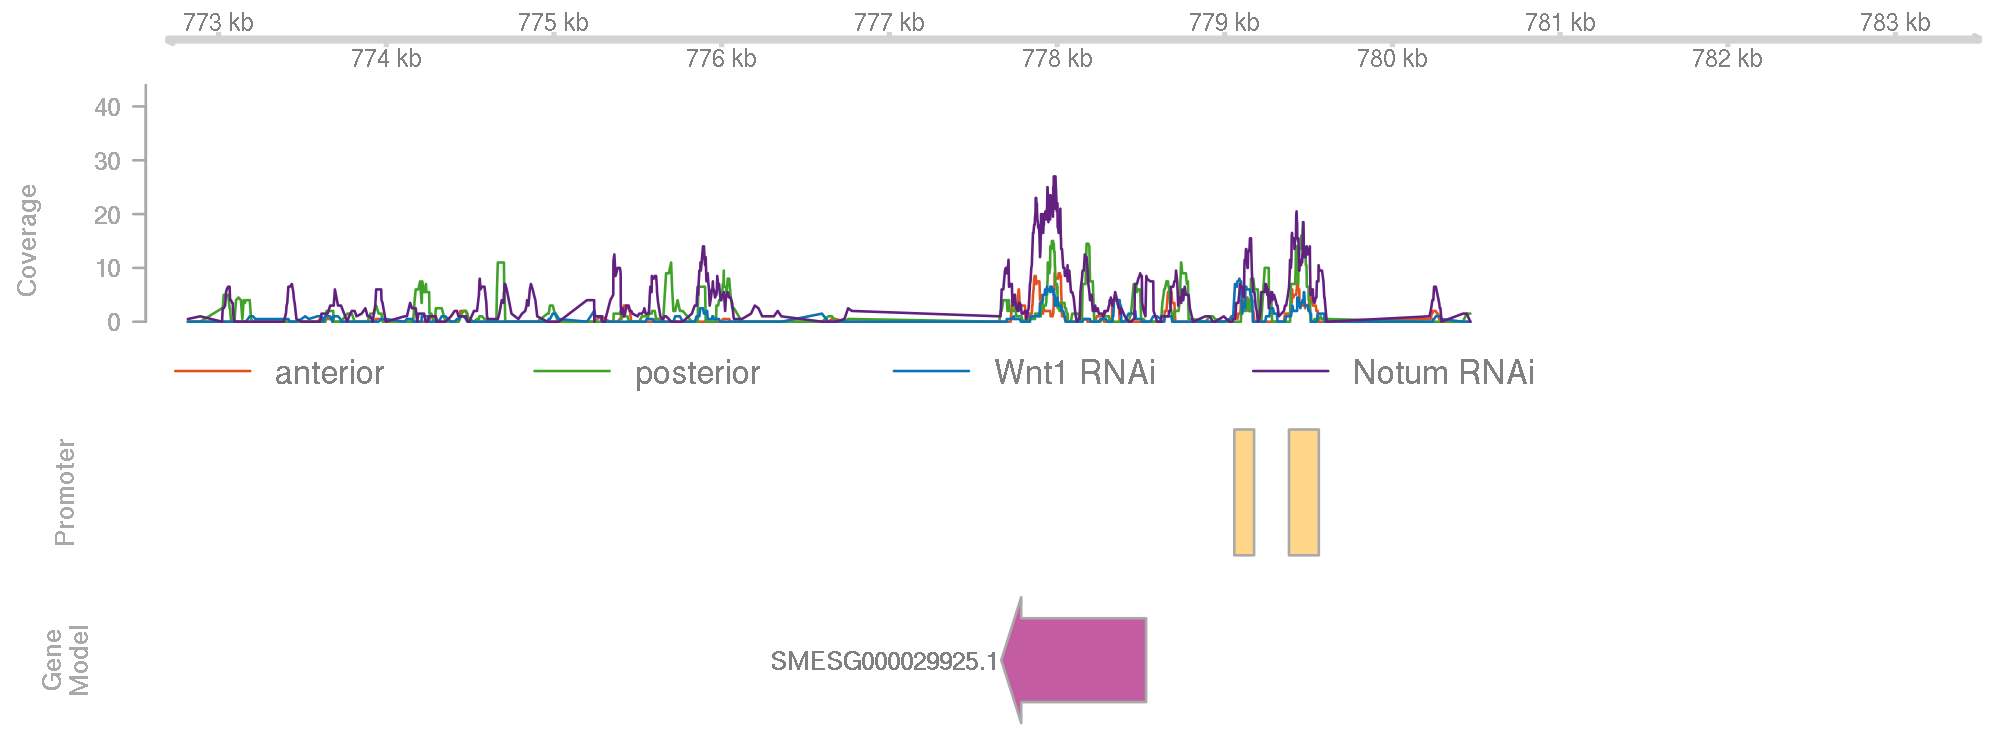 773 kb 775 kb 777 kb 779 kb 781 kb 783 kb
774 kb 776 kb 778 kb 780 kb 782 kb
Coverage
40
30
20
10
0
anterior posterior Wnt1 RNAi Notum RNAi
Promoter
Gene
Model
SMESG000029925.1